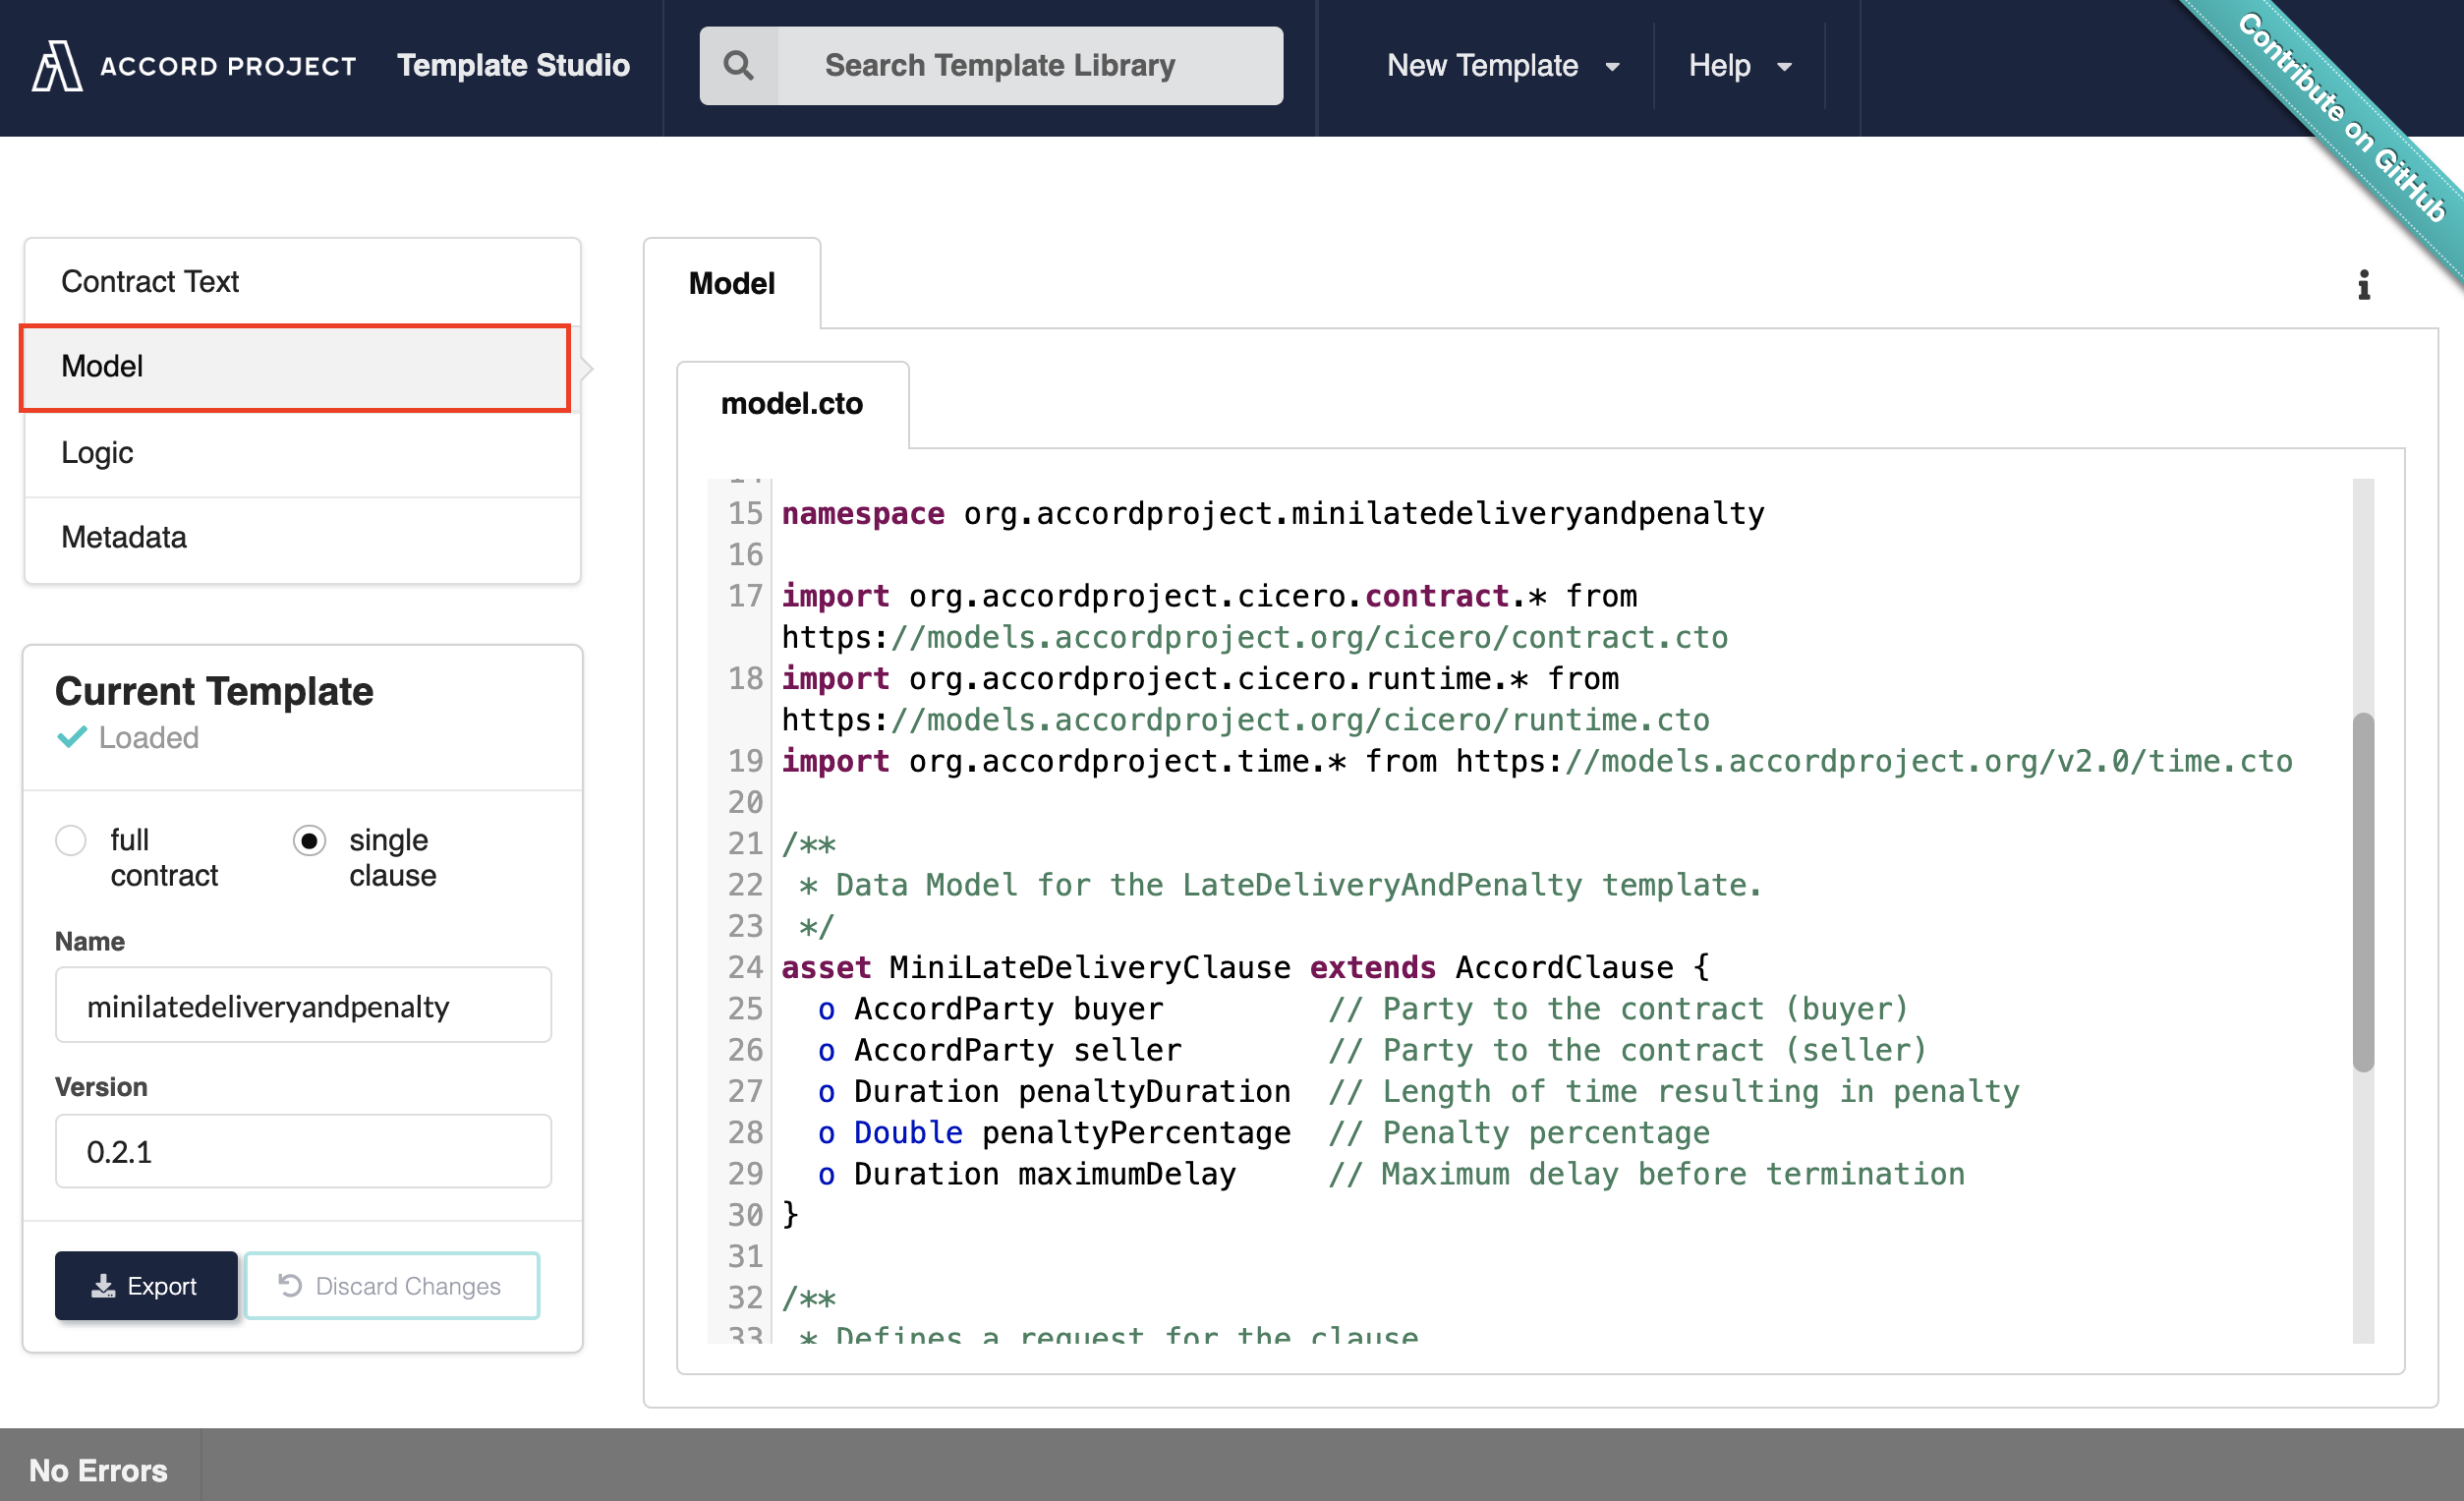 ACCORD PROJECT Template Studio Search Template Library New Template Help
Contribute on GitHub
Contract Text
Model
Logic
Metadata
Current Template
Loaded
full contract
single clause
Name
minilatedeliveryandpenalty
Version
0.2.1
Export Discard Changes
Model
i
model.cto
15 namespace org.accordproject.minilatedeliveryandpenalty
16
17 import org.accordproject.cicero.contract.* from
https://models.accordproject.org/cicero/contract.cto
18 import org.accordproject.cicero.runtime.* from
https://models.accordproject.org/cicero/runtime.cto
19 import org.accordproject.time.* from https://models.accordproject.org/v2.0/time.cto
20
21 /**
22 * Data Model for the LateDeliveryAndPenalty template.
23 */
24 asset MiniLateDeliveryClause extends AccordClause {
25 o AccordParty buyer // Party to the contract (buyer)
26 o AccordParty seller // Party to the contract (seller)
27 o Duration penaltyDuration // Length of time resulting in penalty
28 o Double penaltyPercentage // Penalty percentage
29 o Duration maximumDelay // Maximum delay before termination
30 }
31
32 /**
33 * Defines a request for the clause
No Errors